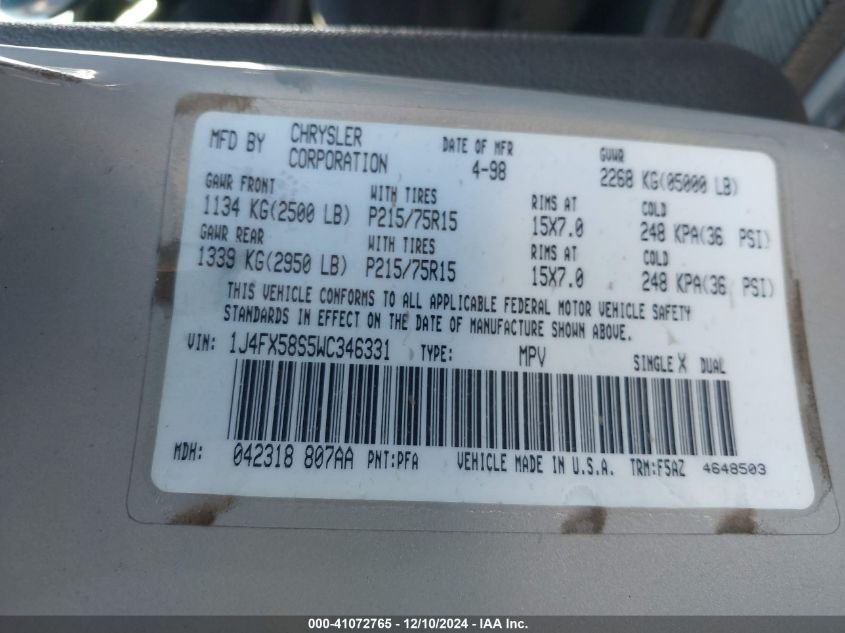 MFD BY CHRYSLER CORPORATION DATE OF MFR 4-98 GVWR 2268 KG(05000 LB)
GAWR FRONT WITH TIRES RIMS AT COLD
1134 KG(2500 LB) P215/75R15 15X7.0 248 KPA(36 PSI)
GAWR REAR WITH TIRES RIMS AT COLD
1339 KG(2950 LB) P215/75R15 15X7.0 248 KPA(36 PSI)
THIS VEHICLE CONFORMS TO ALL APPLICABLE FEDERAL MOTOR VEHICLE SAFETY
STANDARDS IN EFFECT ON THE DATE OF MANUFACTURE SHOWN ABOVE.
VIN: 1J4FX58S5WC346331 TYPE: MPV SINGLE X DUAL
MDH: 042318 807AA PNT:PFA VEHICLE MADE IN U.S.A. TRM:F5AZ 4648503
000-41072765 - 12/10/2024 - IAA Inc.